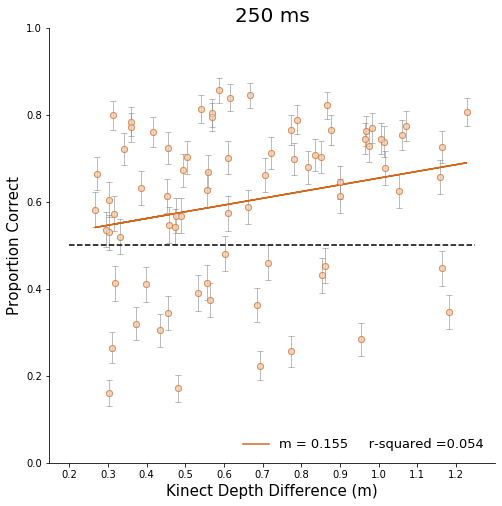 250 ms
Proportion Correct
1.0
0.8
0.6
0.4
0.2
0.0
m = 0.155 r-squared =0.054
0.2 0.3 0.4 0.5 0.6 0.7 0.8 0.9 1.0 1.1 1.2
Kinect Depth Difference (m)